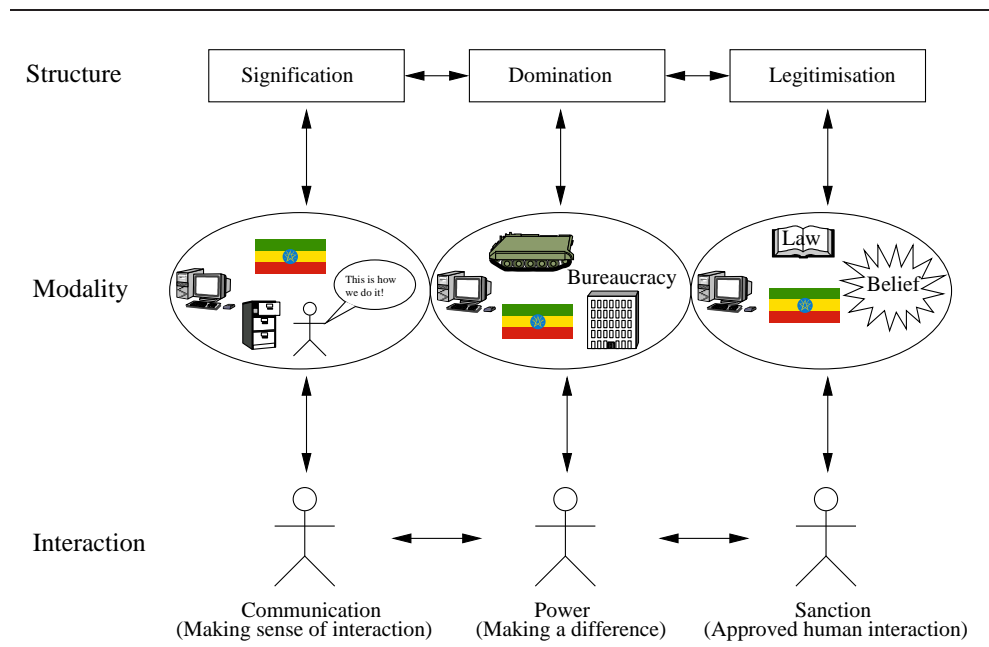 Structure
Signification
Domination
Legitimisation
Modality
This is how
we do it!
Bureaucracy
Law
Belief
Interaction
Communication
(Making sense of interaction)
Power
(Making a difference)
Sanction
(Approved human interaction)